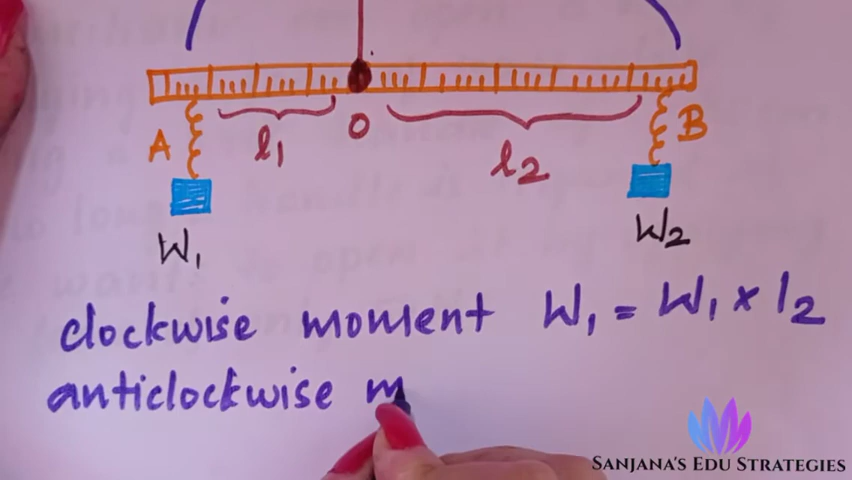 A l1 O l2 B
W1 W2
clockwise moment W1 = W1 × l2
anticlockwise m
SANJANA'S EDU STRATEGIES